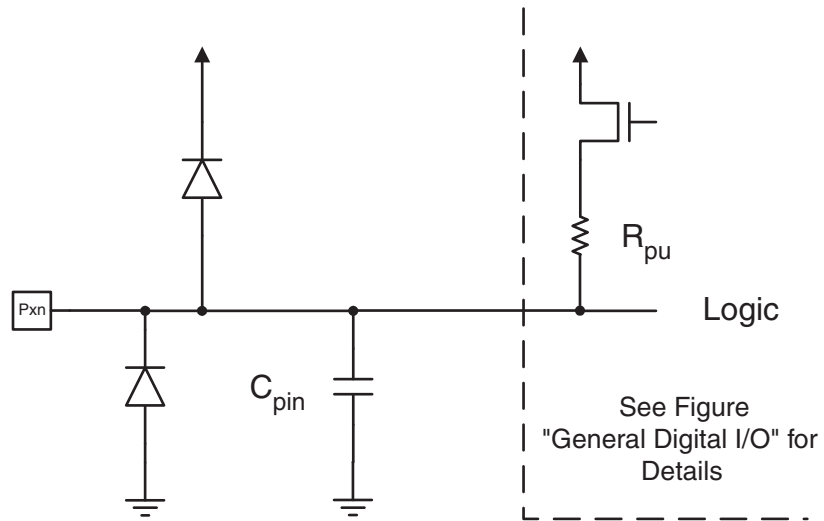 Pxn
C pin
R pu
Logic
See Figure
"General Digital I/O" for
Details